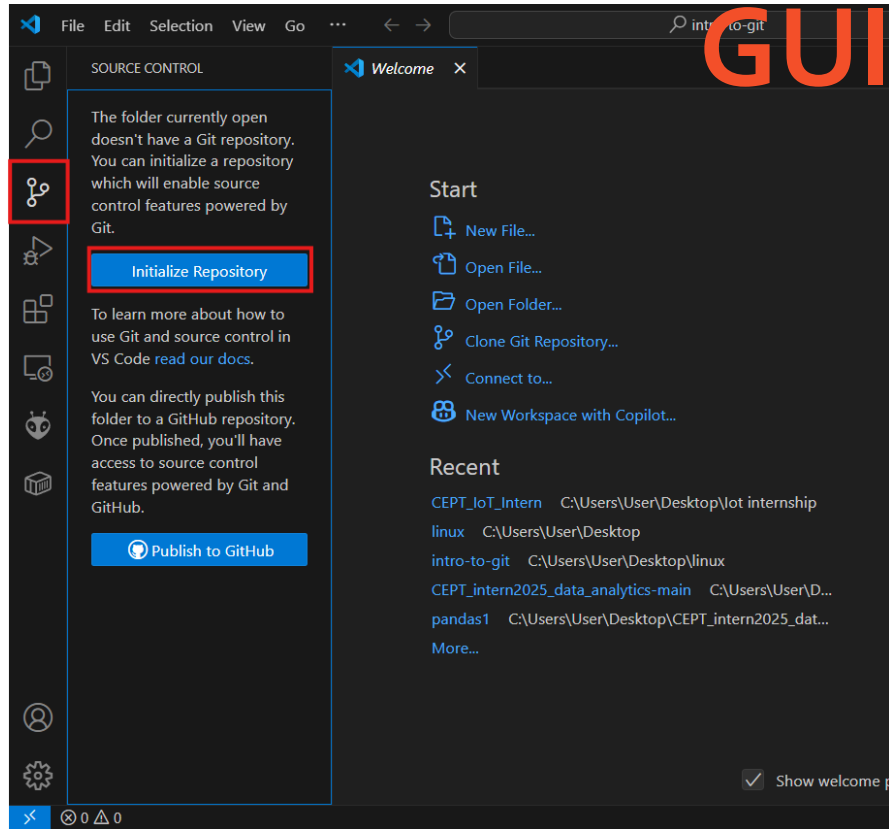 File Edit Selection View Go ... intro-to-git
GUI
SOURCE CONTROL
Welcome
The folder currently open
doesn't have a Git repository.
You can initialize a repository
which will enable source
control features powered by
Git.
Initialize Repository
To learn more about how to
use Git and source control in
VS Code read our docs.
You can directly publish this
folder to a GitHub repository.
Once published, you'll have
access to source control
features powered by Git and
GitHub.
Publish to GitHub
Start
New File...
Open File...
Open Folder...
Clone Git Repository...
Connect to...
New Workspace with Copilot...
Recent
CEPT_IoT_Intern C:\Users\User\Desktop\Iot internship
linux C:\Users\User\Desktop
intro-to-git C:\Users\User\Desktop\linux
CEPT_intern2025_data_analytics-main C:\Users\User\D...
pandas1 C:\Users\User\Desktop\CEPT_intern2025_dat...
More...
Show welcome p
0 0